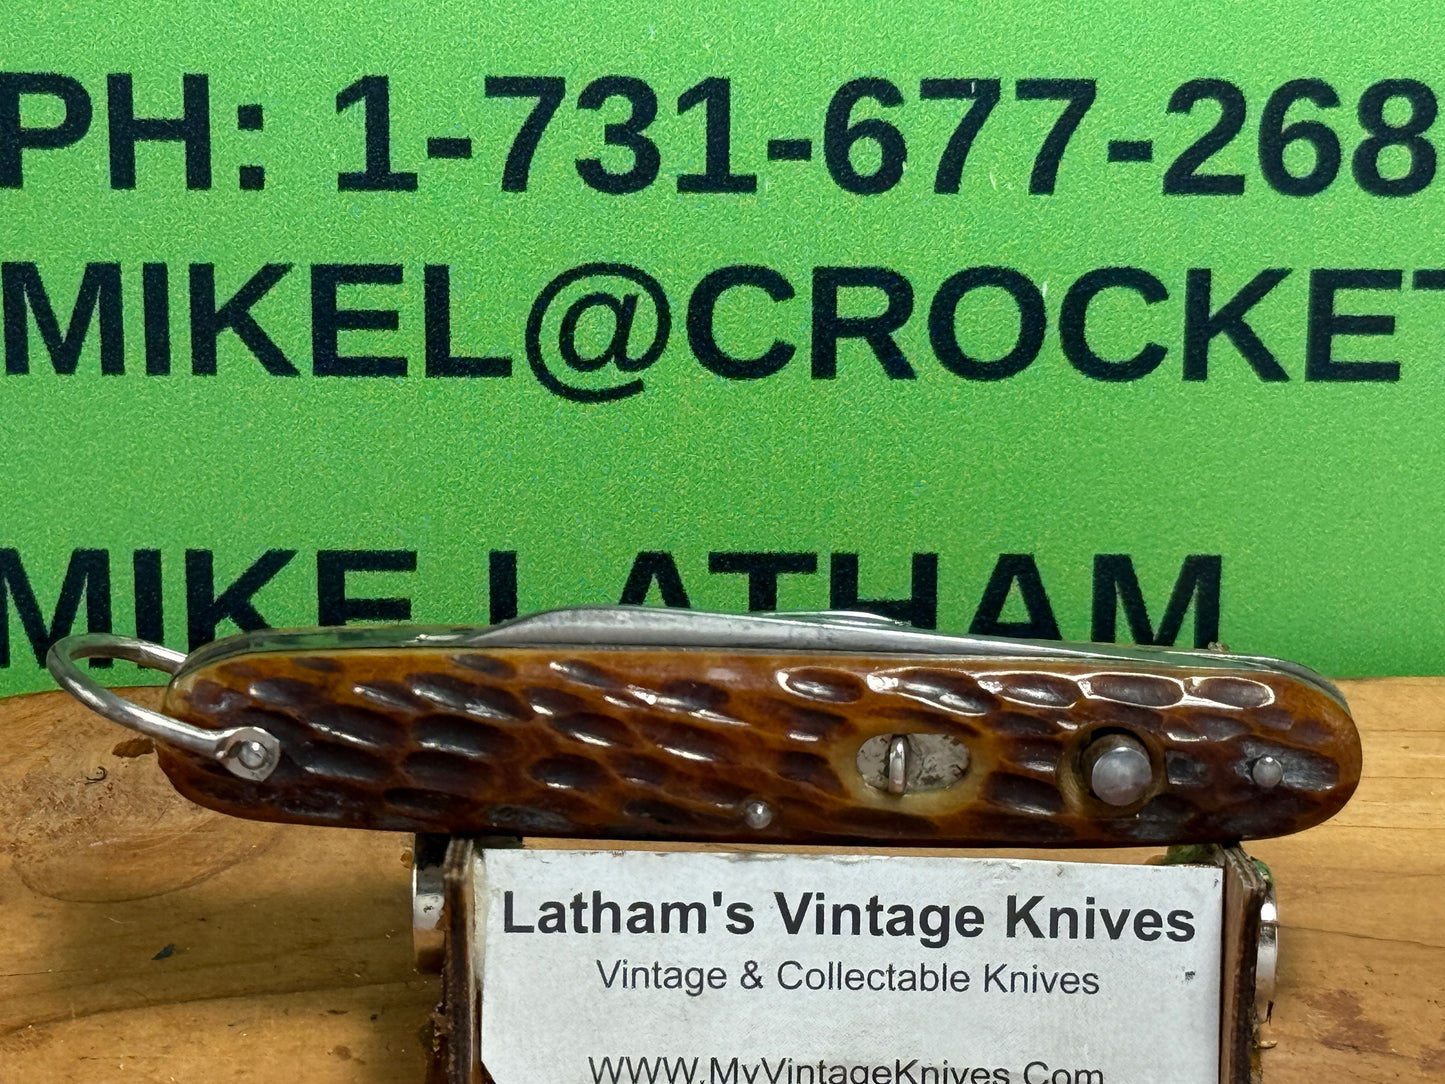 PH: 1-731-677-268
MIKEL@CROCKET
MIKE LATHAM
Latham's Vintage Knives
Vintage & Collectable Knives
WWW.MyVintageKnives.Com